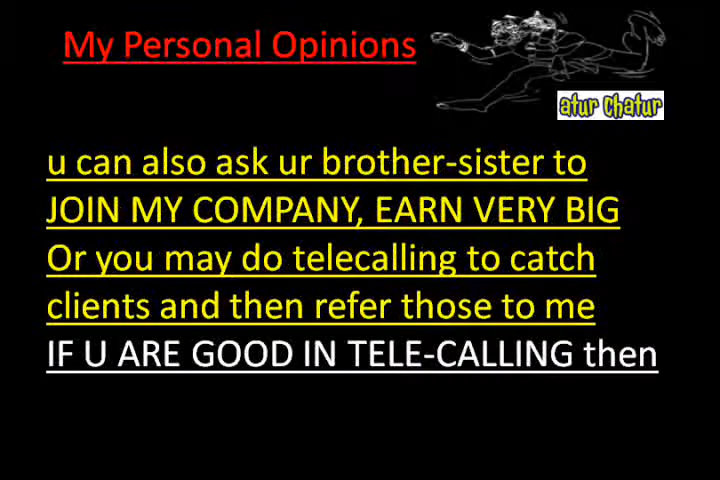 My Personal Opinions
atur chatur
u can also ask ur brother-sister to
JOIN MY COMPANY, EARN VERY BIG
Or you may do telecalling to catch
clients and then refer those to me
IF U ARE GOOD IN TELE-CALLING then